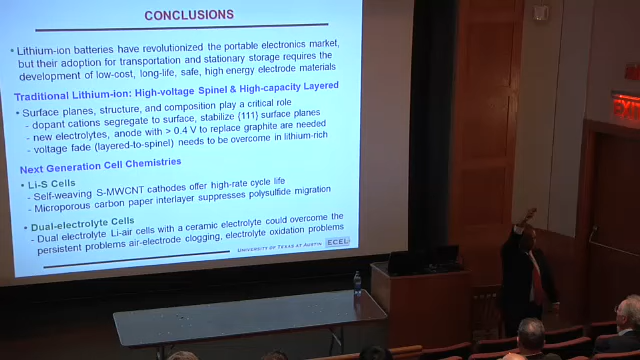 CONCLUSIONS
• Lithium-ion batteries have revolutionized the portable electronics market,
but their adoption for transportation and stationary storage requires the
development of low-cost, long-life, safe, high energy electrode materials
Traditional Lithium-ion: High-voltage Spinel & High-capacity Layered
• Surface planes, structure, and composition play a critical role
- dopant cations segregate to surface, stabilize {111} surface planes
- new electrolytes, anode with > 0.4 V to replace graphite are needed
- voltage fade (layered-to-spinel) needs to be overcome in lithium-rich
Next Generation Cell Chemistries
• Li-S Cells
- Self-weaving S-MWCNT cathodes offer high-rate cycle life
- Microporous carbon paper interlayer suppresses polysulfide migration
• Dual-electrolyte Cells
- Dual electrolyte Li-air cells with a ceramic electrolyte could overcome the
persistent problems air-electrode clogging, electrolyte oxidation problems
UNIVERSITY OF TEXAS AT AUSTIN
ECEL
EXIT